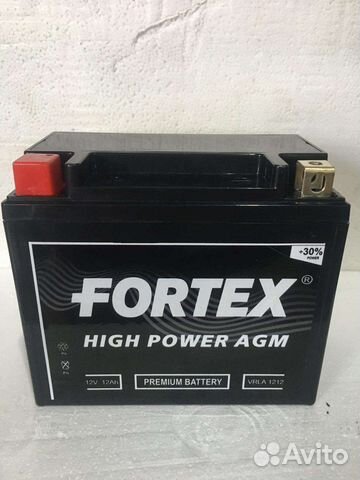 +30%
POWER
FORTEX®
HIGH POWER AGM
12V 12Ah PREMIUM BATTERY VRLA 1212
Avito